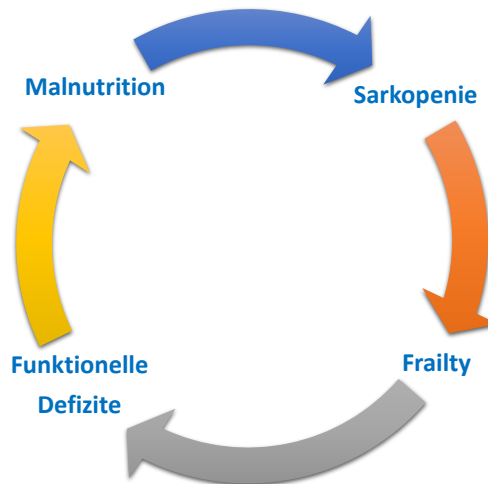 Malnutrition
Sarkopenie
Frailty
Funktionelle
Defizite